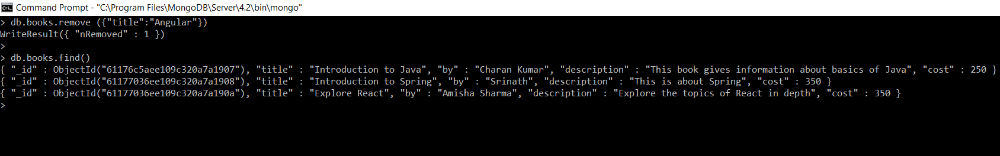 Command Prompt - "C:\Program Files\MongoDB\Server\4.2\bin\mongo"
> db.books.remove ({"title":"Angular"})
WriteResult({ "nRemoved" : 1 })
>
> db.books.find()
{ "_id" : ObjectId("61176c5aee109c320a7a1907"), "title" : "Introduction to Java", "by" : "Charan Kumar", "description" : "This book gives information about basics of Java", "cost" : 250 }
{ "_id" : ObjectId("61177036ee109c320a7a1908"), "title" : "Introduction to Spring", "by" : "Srinath", "description" : "This is about Spring", "cost" : 350 }
{ "_id" : ObjectId("61177036ee109c320a7a190a"), "title" : "Explore React", "by" : "Amisha Sharma", "description" : "Explore the topics of React in depth", "cost" : 350 }
>